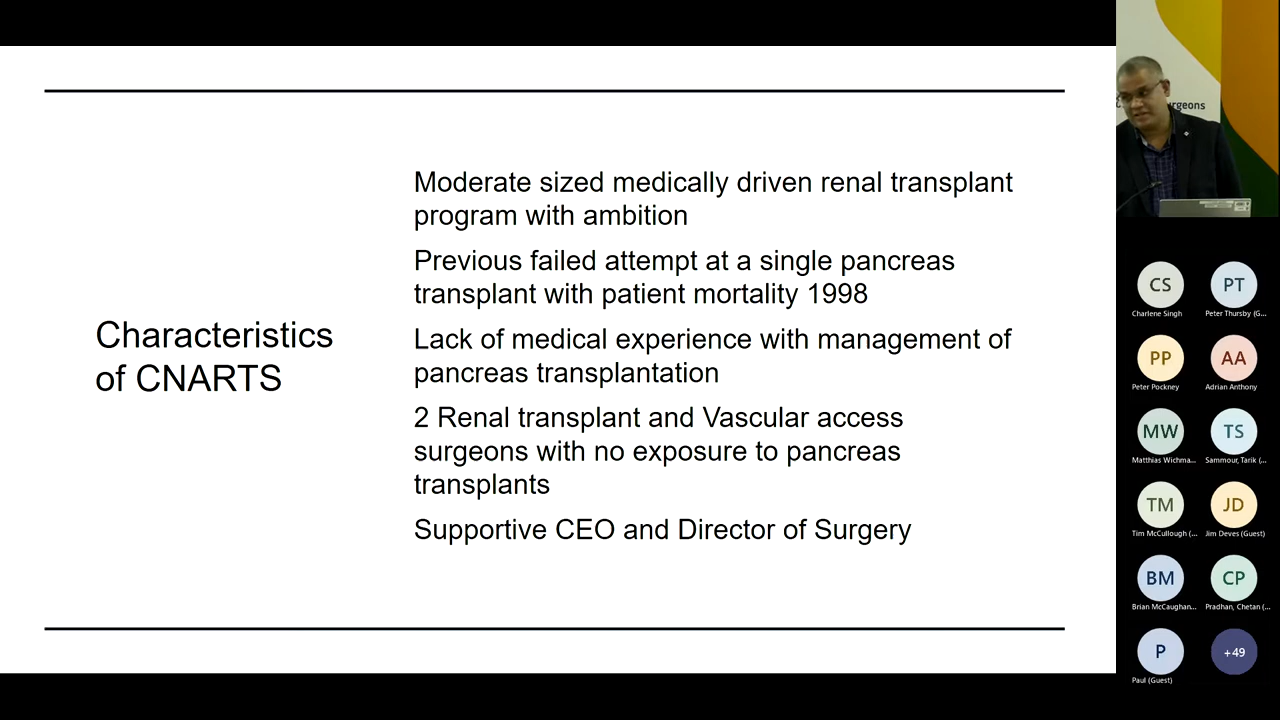 Characteristics
of CNARTS
Moderate sized medically driven renal transplant
program with ambition
Previous failed attempt at a single pancreas
transplant with patient mortality 1998
Lack of medical experience with management of
pancreas transplantation
2 Renal transplant and Vascular access
surgeons with no exposure to pancreas
transplants
Supportive CEO and Director of Surgery
urgeons
CS
Charlene Singh
PT
Peter Thursby (G...
PP
Peter Pockney
AA
Adrian Anthony
MW
Matthias Wichma...
TS
Sammour, Tarik (...
TM
Tim McCullough (...
JD
Jim Deves (Guest)
BM
Brian McCaughan...
CP
Pradhan, Chetan (...
P
Paul (Guest)
+49